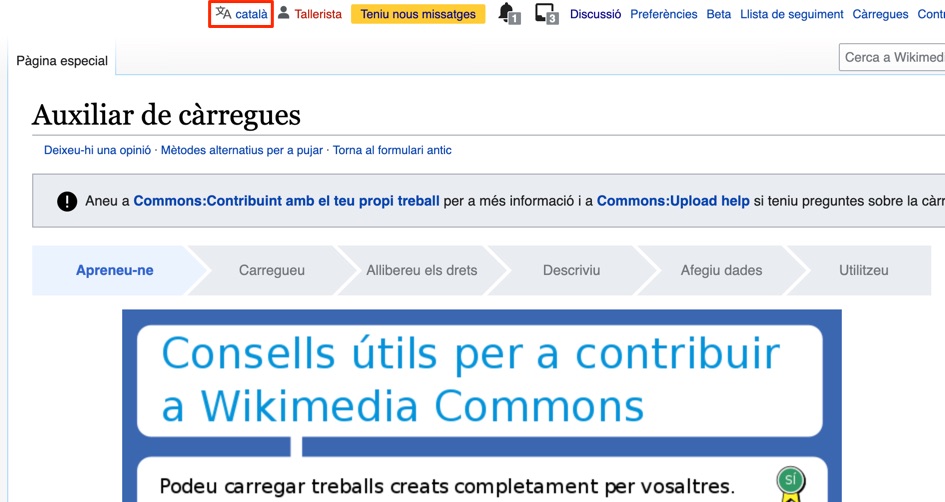 català Tallerista Teniu nous missatges 1 3 Discussió Preferències Beta Llista de seguiment Càrregues
Pàgina especial
Cerca a
Auxiliar de càrregues
Deixeu-hi una opinió · Mètodes alternatius per a pujar · Torna al formulari antic
Aneu a Commons:Contribuint amb el teu propi treball per a més informació i a Commons:Upload help si teniu preguntes sobre la
Apreneu-ne Carregueu Allibereu els drets Descriviu Afegiu dades Utilitzeu
Consells útils per a contribuir
a Wikimedia Commons
Podeu carregar treballs creats completament per vosaltres.
SÍ